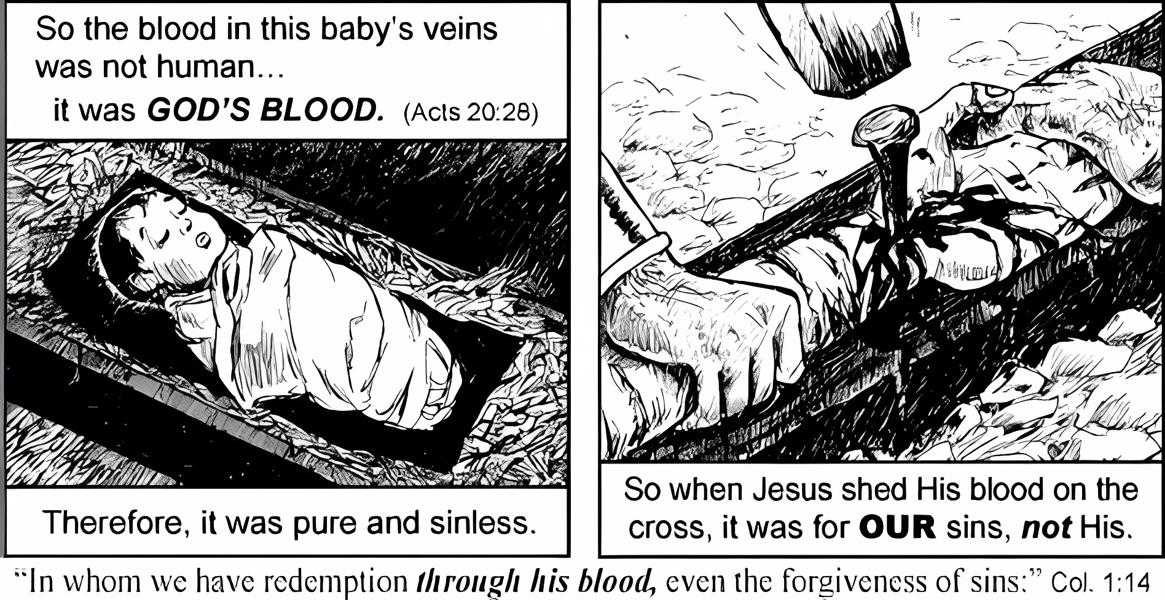 So the blood in this baby's veins
was not human...
it was GOD'S BLOOD. (Acts 20:28)
Therefore, it was pure and sinless.
So when Jesus shed His blood on the
cross, it was for OUR sins, not His.
“In whom we have redemption through his blood, even the forgiveness of sins:” Col. 1:14